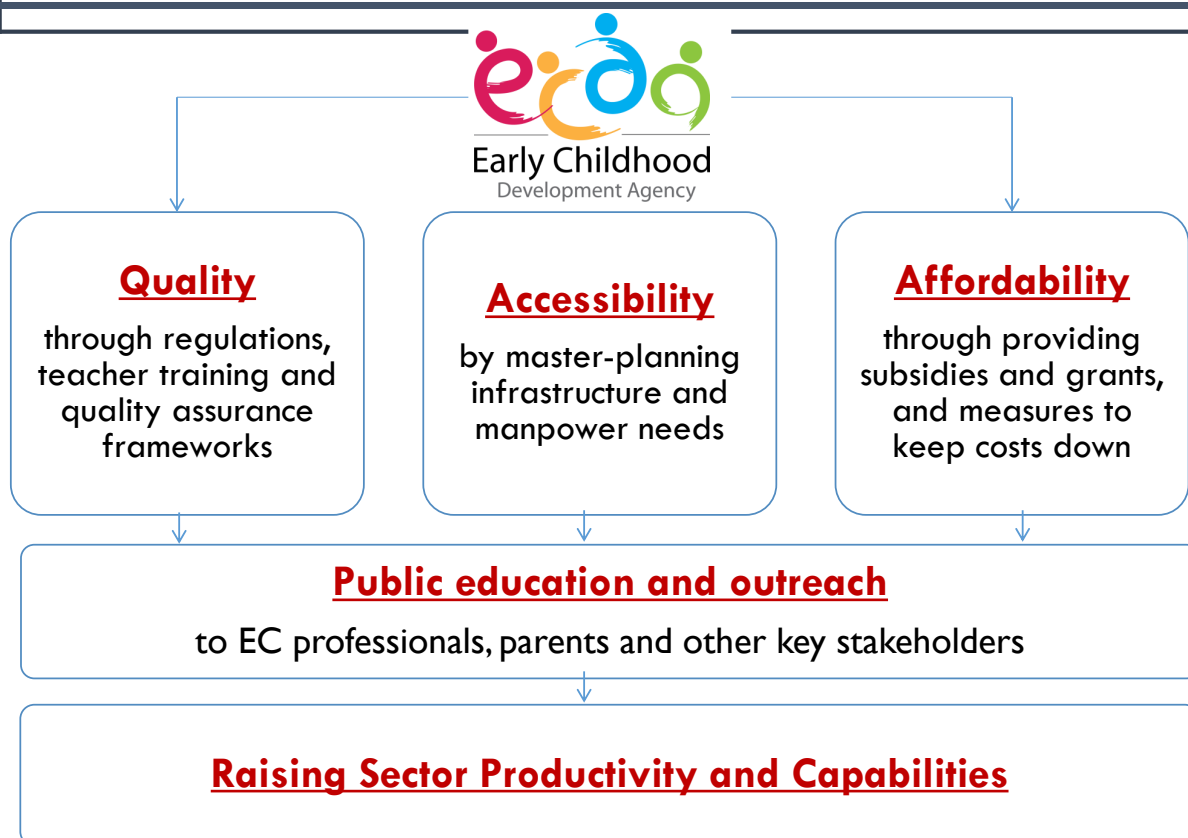 ecda
Early Childhood
Development Agency
Quality
through regulations,
teacher training and
quality assurance
frameworks
Accessibility
by master-planning
infrastructure and
manpower needs
Affordability
through providing
subsidies and grants,
and measures to
keep costs down
Public education and outreach
to EC professionals, parents and other key stakeholders
Raising Sector Productivity and Capabilities